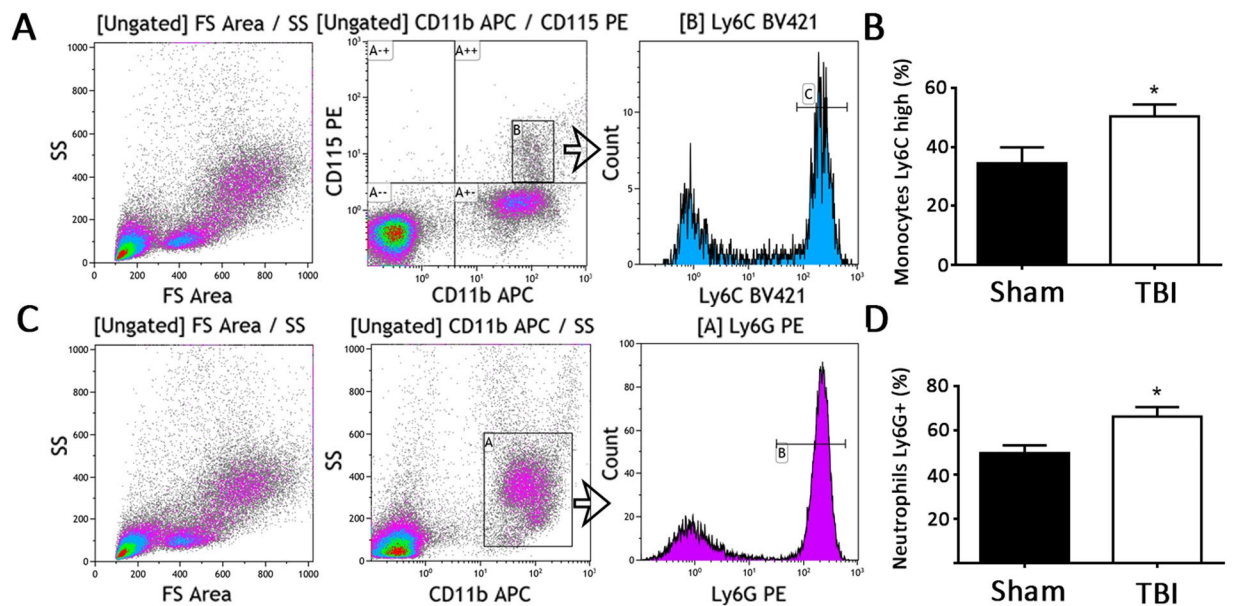 A
[Ungated] FS Area / SS
SS
1000
800
600
400
200
0
0
200
400
600
800
1000
FS Area
[Ungated] CD11b APC / CD115 PE
CD115 PE
10³
10²
10¹
10⁰
A-+
A++
A--
A+-
B
10⁰
10¹
10²
10³
CD11b APC
[B] Ly6C BV421
Count
10
5
0
C
10⁰
10¹
10²
10³
Ly6C BV421
B
Monocytes Ly6C high (%)
60
40
20
0
*
Sham
TBI
C
[Ungated] FS Area / SS
SS
1000
800
600
400
200
0
0
200
400
600
800
1000
FS Area
[Ungated] CD11b APC / SS
SS
1000
800
600
400
200
0
A
10⁰
10¹
10²
10³
CD11b APC
[A] Ly6G PE
Count
100
80
60
40
20
0
B
10⁰
10¹
10²
10³
Ly6G PE
D
Neutrophils Ly6G+ (%)
80
60
40
20
*
Sham
TBI